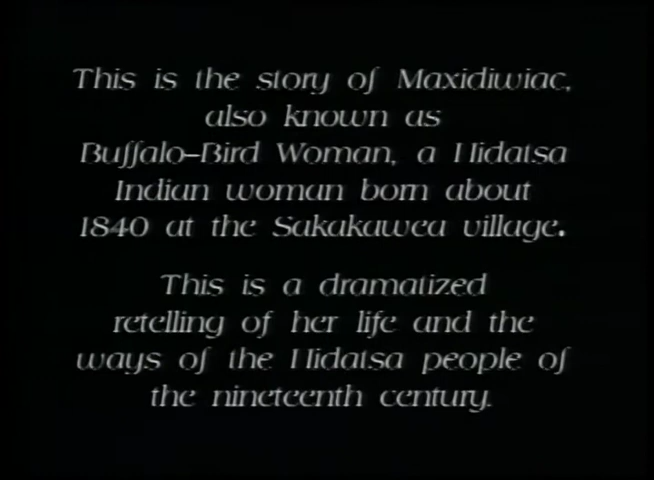 This is the story of Maxidiwiac,
also known as
Buffalo-Bird Woman, a Hidatsa
Indian woman born about
1840 at the Sakakawea village.
This is a dramatized
retelling of her life and the
ways of the Hidatsa people of
the nineteenth century.